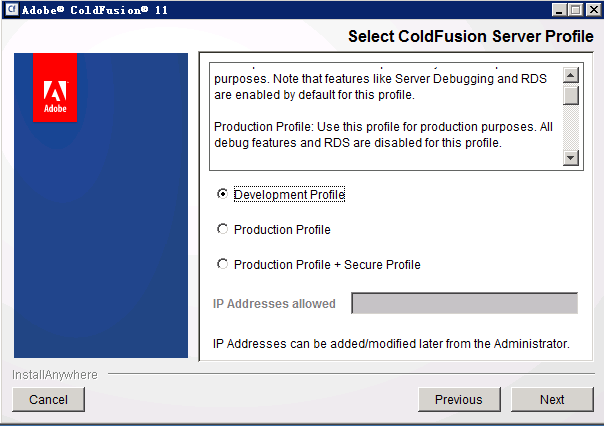 Adobe® ColdFusion® 11
Select ColdFusion Server Profile
Adobe
purposes. Note that features like Server Debugging and RDS
are enabled by default for this profile.
Production Profile: Use this profile for production purposes. All
debug features and RDS are disabled for this profile.
Development Profile
Production Profile
Production Profile + Secure Profile
IP Addresses allowed
IP Addresses can be added/modified later from the Administrator.
InstallAnywhere
Cancel
Previous
Next